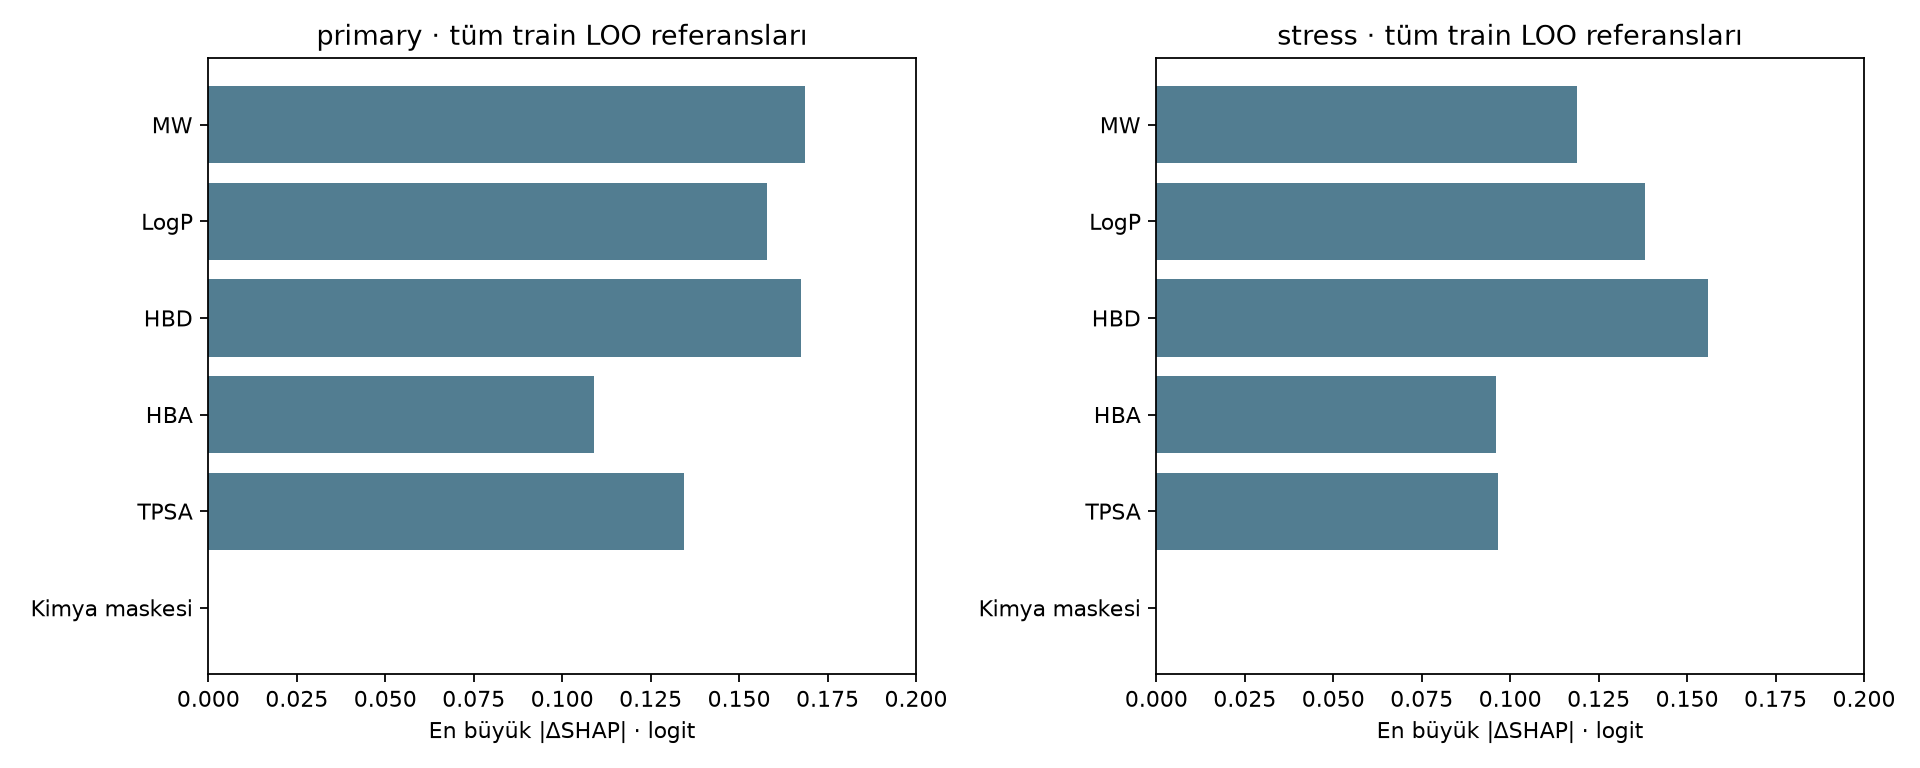 primary · tüm train LOO referansları
MW
LogP
HBD
HBA
TPSA
Kimya maskesi
0.000 0.025 0.050 0.075 0.100 0.125 0.150 0.175 0.200
En büyük |ΔSHAP| · logit
stress · tüm train LOO referansları
MW
LogP
HBD
HBA
TPSA
Kimya maskesi
0.000 0.025 0.050 0.075 0.100 0.125 0.150 0.175 0.200
En büyük |ΔSHAP| · logit